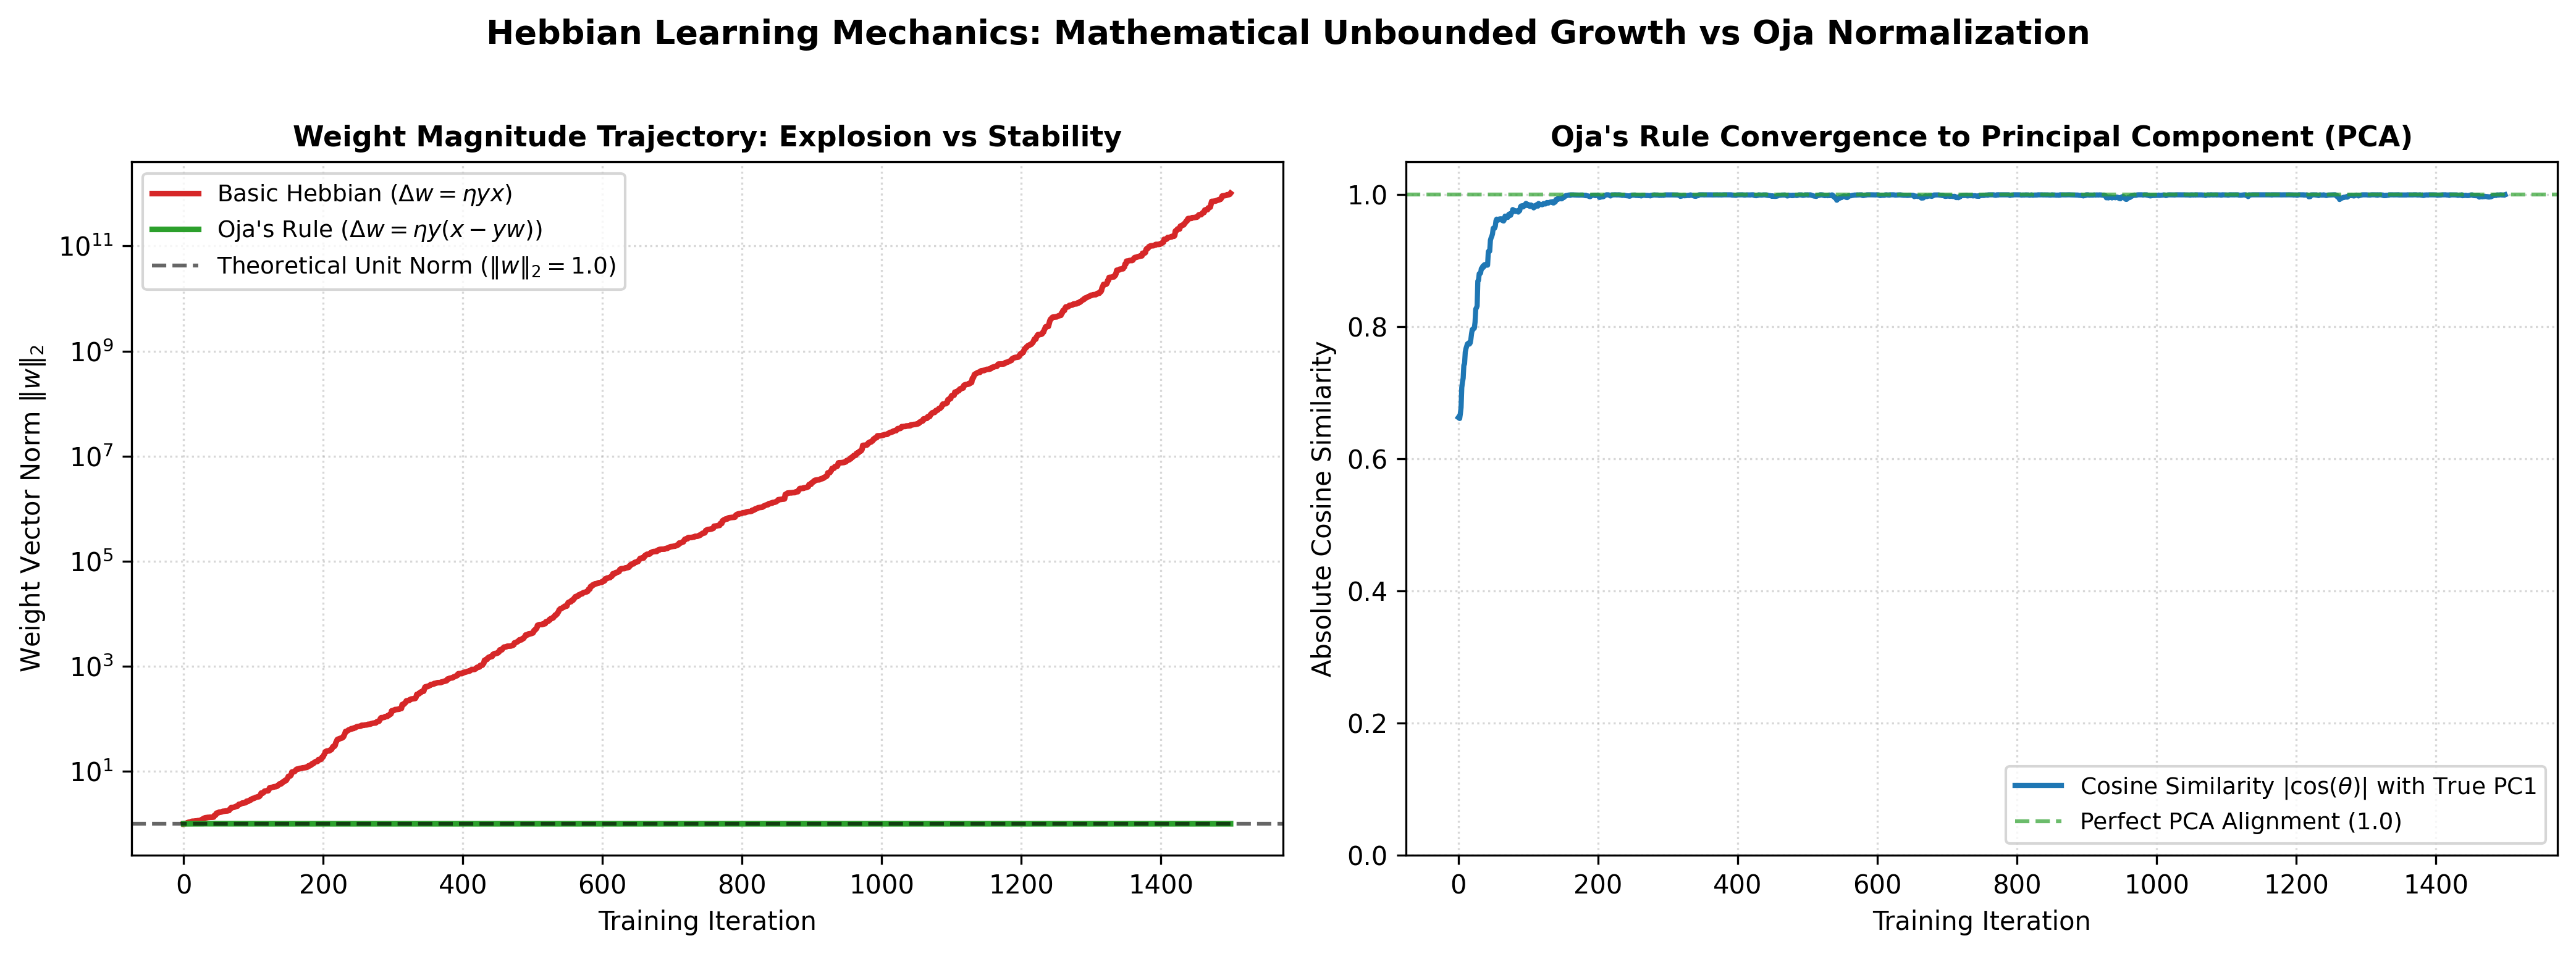 Hebbian Learning Mechanics: Mathematical Unbounded Growth vs Oja Normalization
Weight Magnitude Trajectory: Explosion vs Stability
Basic Hebbian (Δw = ηyx)
Oja's Rule (Δw = ηy(x − yw))
Theoretical Unit Norm (‖w‖₂ = 1.0)
Weight Vector Norm ‖w‖₂
10¹¹
10⁹
10⁷
10⁵
10³
10¹
0 200 400 600 800 1000 1200 1400
Training Iteration
Oja's Rule Convergence to Principal Component (PCA)
Absolute Cosine Similarity
1.0
0.8
0.6
0.4
0.2
0.0
Cosine Similarity |cos(θ)| with True PC1
Perfect PCA Alignment (1.0)
0 200 400 600 800 1000 1200 1400
Training Iteration